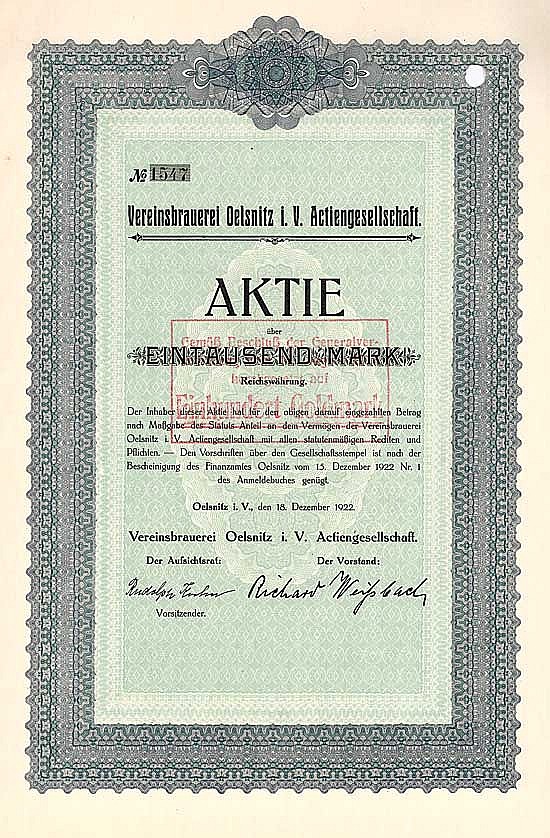 № 1547
Vereinsbrauerei Oelsnitz i. V. Actiengesellschaft.
AKTIE
über
EINTAUSEND MARK
Reichswährung.
Gemäß Beschluß der Generalver-
auf
Einhundert Goldmark
Der Inhaber dieser Aktie hat für den obigen darauf eingezahlten Betrag
nach Maßgabe des Statuts Anteil an dem Vermögen der Vereinsbrauerei
Oelsnitz i. V. Actiengesellschaft mit allen statutenmäßigen Rechten und
Pflichten. — Den Vorschriften über den Gesellschaftsstempel ist nach der
Bescheinigung des Finanzamtes Oelsnitz vom 15. Dezember 1922 Nr. 1
des Anmeldebuches genügt.
Oelsnitz i. V., den 18. Dezember 1922.
Vereinsbrauerei Oelsnitz i. V. Actiengesellschaft.
Der Aufsichtsrat: Der Vorstand:
Rudolph Richard Weißbach
Vorsitzender.